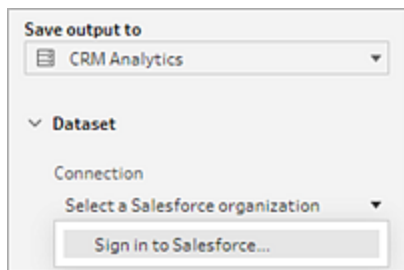 Save output to
CRM Analytics
Dataset
Connection
Select a Salesforce organization
Sign in to Salesforce...